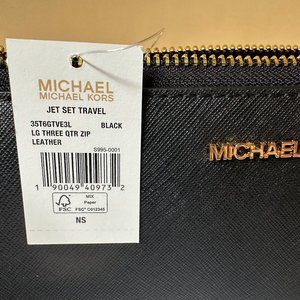 MICHAEL
MICHAEL KORS
JET SET TRAVEL
35T6GTVE3L BLACK
LG THREE QTR ZIP
LEATHER
S995-0001
1 90049 40973 2
FSC
MIX
Paper
FSC® C012345
NS
MICHAEL